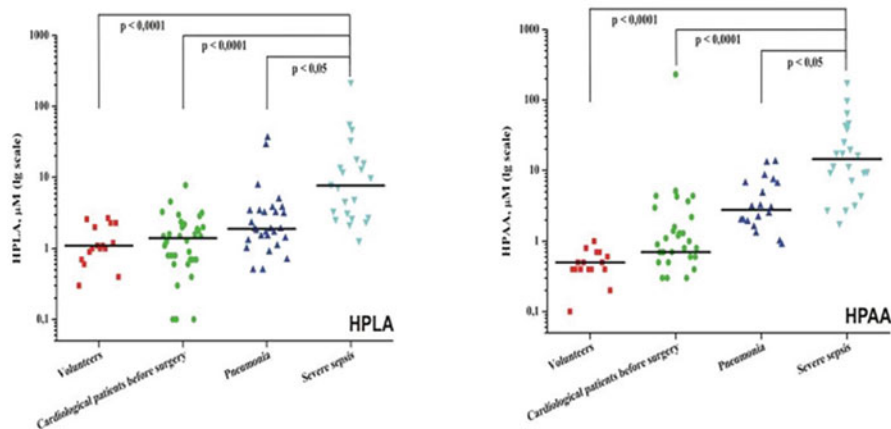 p < 0,0001
p < 0,0001
p < 0,05
1000
100
10
1
0,1
HPLA, µM (lg scale)
HPLA
Volunteers
Cardiological patients before surgery
Pneumonia
Severe sepsis
p < 0,0001
p < 0,0001
p < 0,05
1000
100
10
1
0,1
HPAA, µM (lg scale)
HPAA
Volunteers
Cardiological patients before surgery
Pneumonia
Severe sepsis